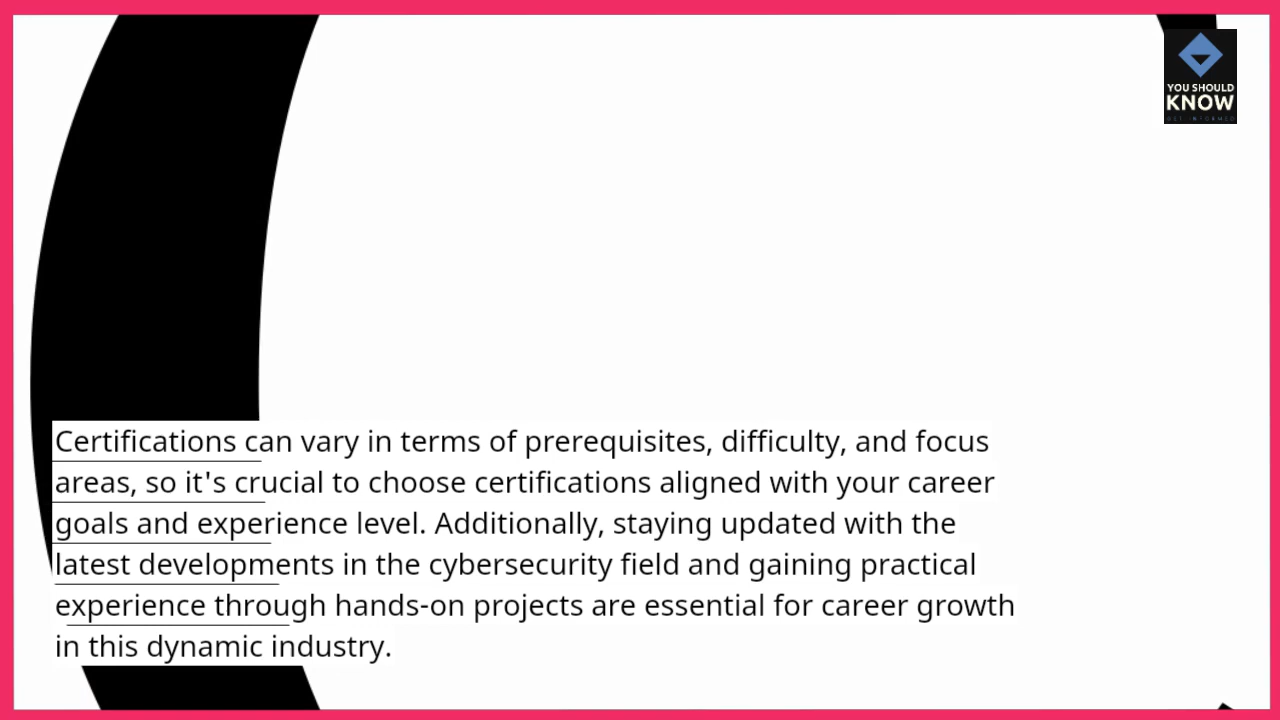 YOU SHOULD
KNOW
GET INFORMED
Certifications can vary in terms of prerequisites, difficulty, and focus
areas, so it's crucial to choose certifications aligned with your career
goals and experience level. Additionally, staying updated with the
latest developments in the cybersecurity field and gaining practical
experience through hands-on projects are essential for career growth
in this dynamic industry.